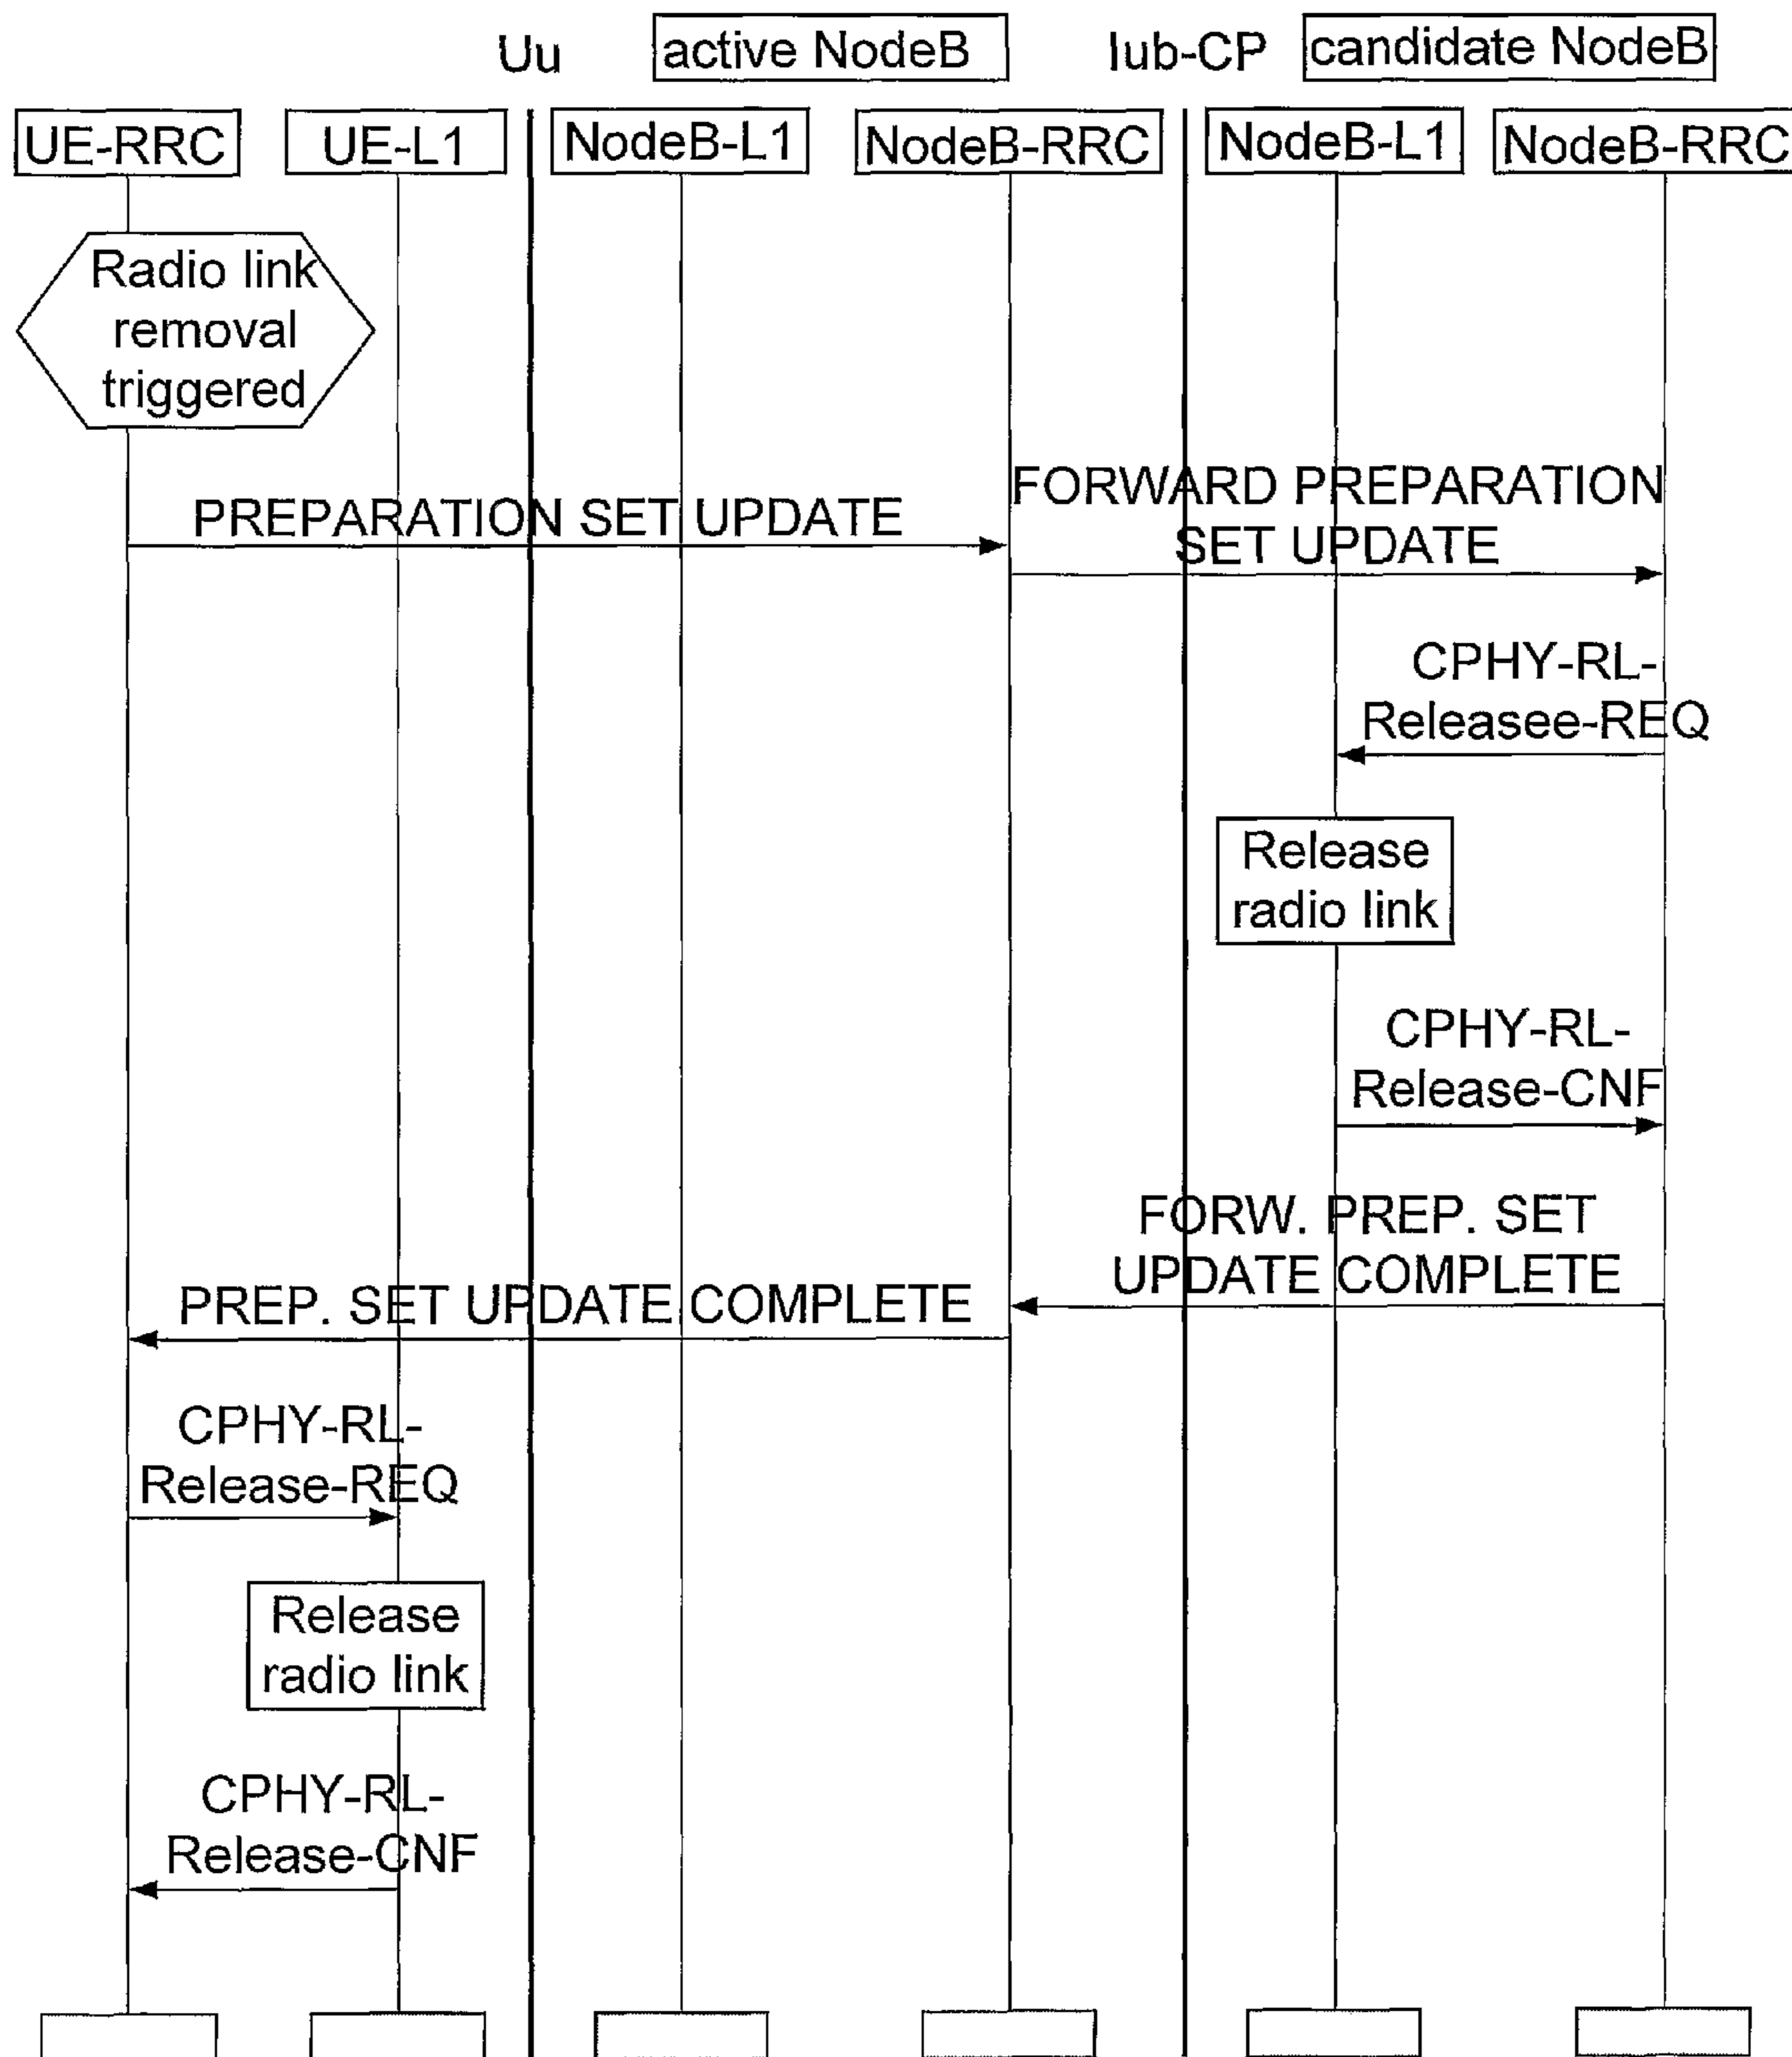 Uu
active NodeB
Iub-CP
candidate NodeB
UE-RRC
UE-L1
NodeB-L1
NodeB-RRC
NodeB-L1
NodeB-RRC
Radio link
removal
triggered
PREPARATION SET UPDATE
FORWARD PREPARATION
SET UPDATE
CPHY-RL-
Releasee-REQ
Release
radio link
CPHY-RL-
Release-CNF
FORW. PREP. SET
UPDATE COMPLETE
PREP. SET UPDATE COMPLETE
CPHY-RL-
Release-REQ
Release
radio link
CPHY-RL-
Release-CNF